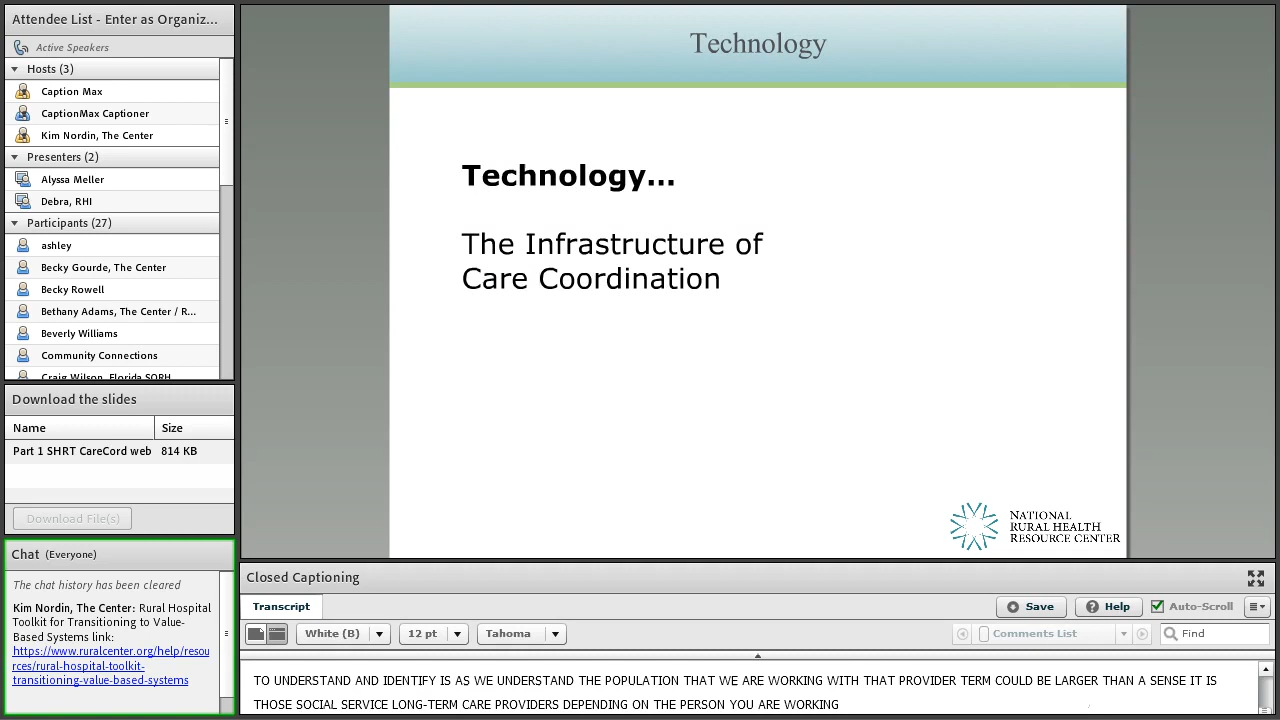 Attendee List - Enter as Organiz...
Active Speakers
Hosts (3)
Caption Max
CaptionMax Captioner
Kim Nordin, The Center
Presenters (2)
Alyssa Meller
Debra, RHI
Participants (27)
ashley
Becky Gourde, The Center
Becky Rowell
Bethany Adams, The Center / R...
Beverly Williams
Community Connections
Craig Wilson, Florida SORH
Download the slides
Name Size
Part 1 SHRT CareCord web 814 KB
Download File(s)
Chat (Everyone)
The chat history has been cleared
Kim Nordin, The Center: Rural Hospital
Toolkit for Transitioning to Value-
Based Systems link:
https://www.ruralcenter.org/help/resou
rces/rural-hospital-toolkit-
transitioning-value-based-systems
Technology
Technology...
The Infrastructure of
Care Coordination
NATIONAL
RURAL HEALTH
RESOURCE CENTER
Closed Captioning
Transcript
Save
Help
Auto-Scroll
White (B)
12 pt
Tahoma
Comments List
Find
TO UNDERSTAND AND IDENTIFY IS AS WE UNDERSTAND THE POPULATION THAT WE ARE WORKING WITH THAT PROVIDER TERM COULD BE LARGER THAN A SENSE IT IS
THOSE SOCIAL SERVICE LONG-TERM CARE PROVIDERS DEPENDING ON THE PERSON YOU ARE WORKING